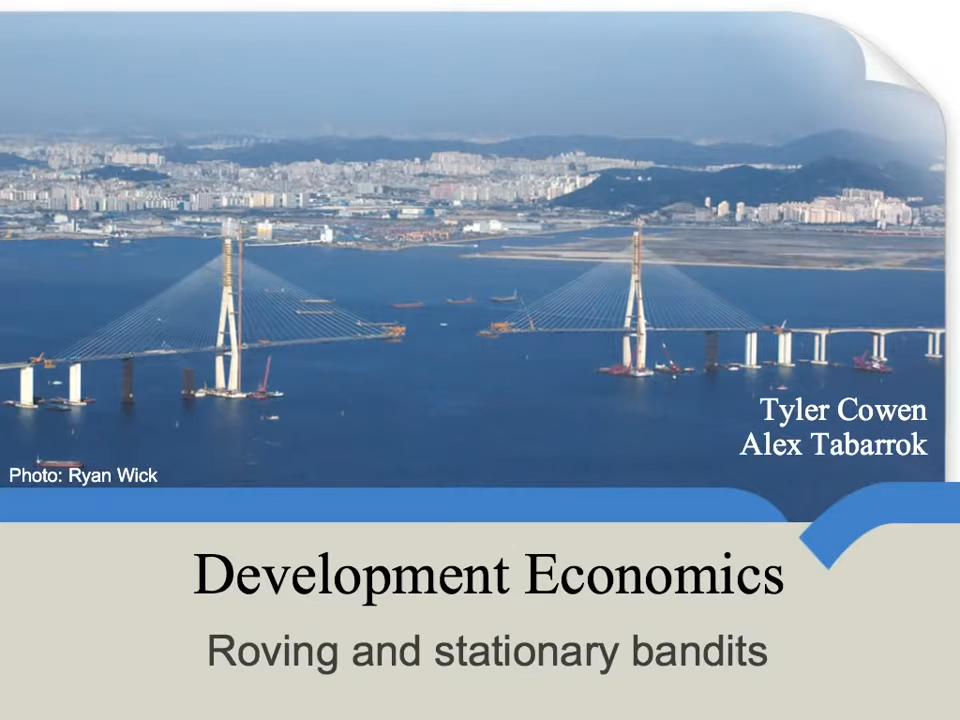 Tyler Cowen
Alex Tabarrok
Photo: Ryan Wick
Development Economics
Roving and stationary bandits